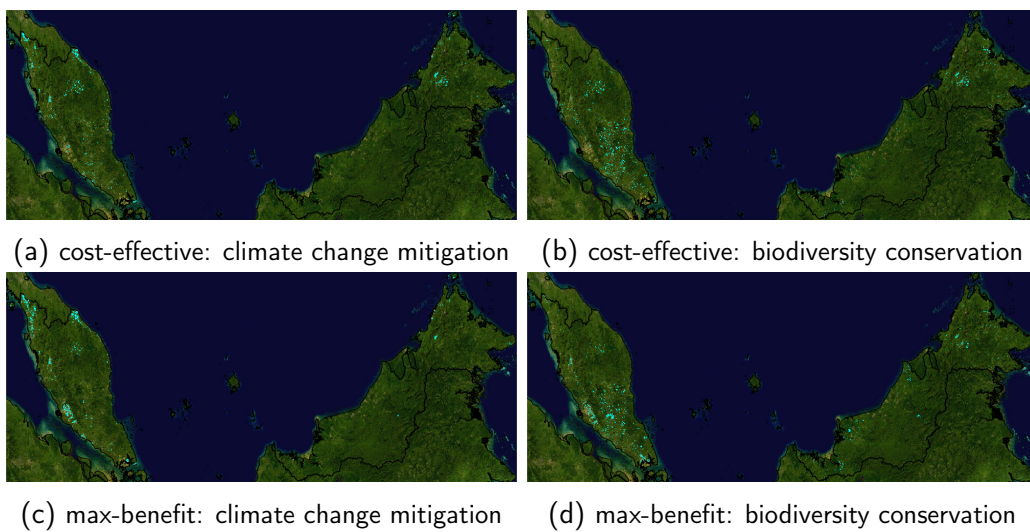 (a) cost-effective: climate change mitigation
(b) cost-effective: biodiversity conservation
(c) max-benefit: climate change mitigation
(d) max-benefit: biodiversity conservation